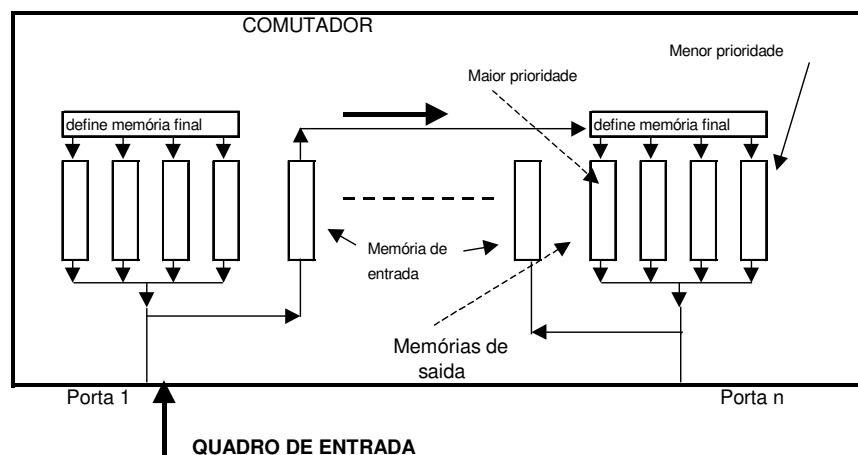 COMUTADOR
Menor prioridade
Maior prioridade
define memória final
define memória final
Memória de
entrada
Memórias de
saida
Porta 1
Porta n
QUADRO DE ENTRADA